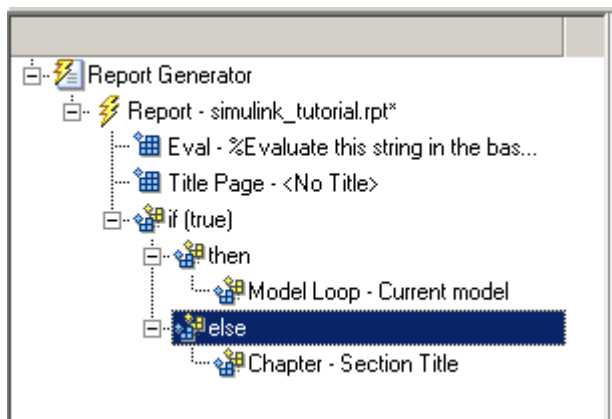 Report Generator
Report - simulink_tutorial.rpt*
Eval - %Evaluate this string in the bas...
Title Page - <No Title>
if (true)
then
Model Loop - Current model
else
Chapter - Section Title